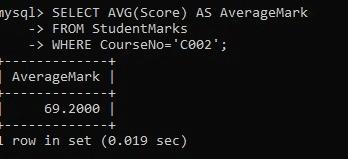 mysql> SELECT AVG(Score) AS AverageMark
-> FROM StudentMarks
-> WHERE CourseNo='C002';
+-------------+
| AverageMark |
+-------------+
| 69.2000 |
+-------------+
1 row in set (0.019 sec)